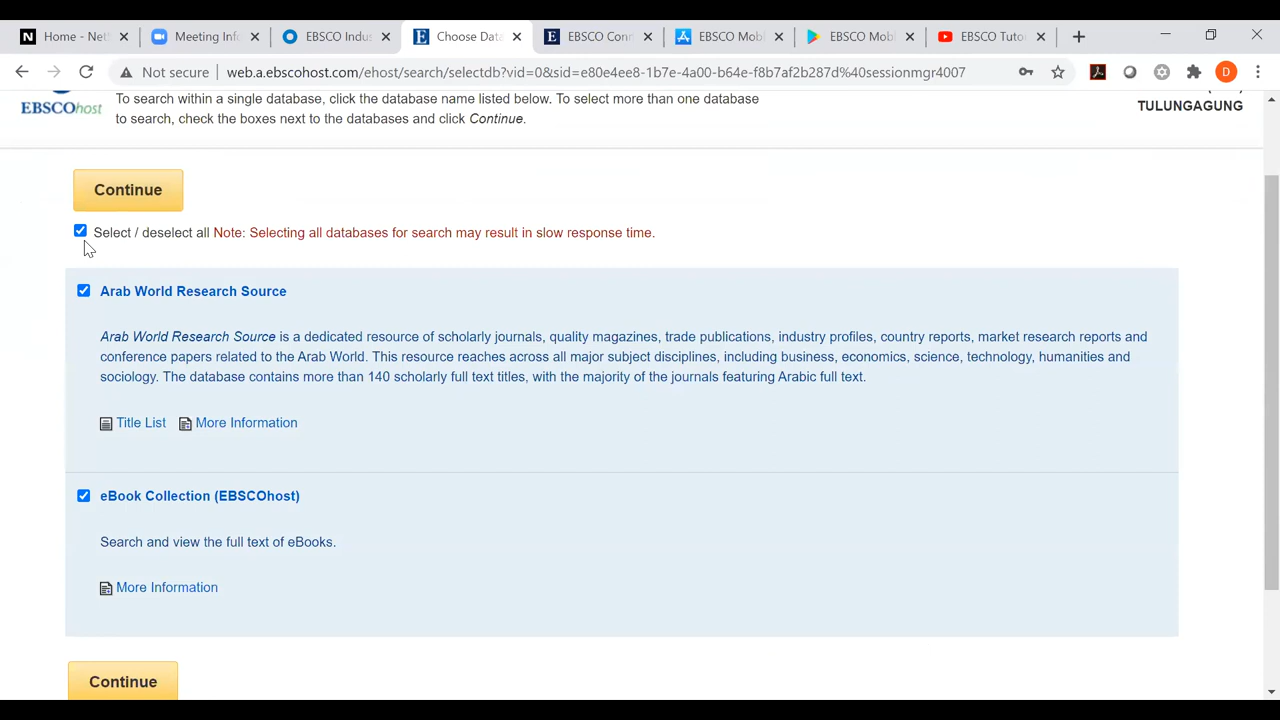 Home - Net
Meeting Info
EBSCO Indus
Choose Data
EBSCO Conn
EBSCO Mobi
EBSCO Mobi
EBSCO Tuto
Not secure
web.a.ebscohost.com/ehost/search/selectdb?vid=0&sid=e80e4ee8-1b7e-4a00-b64e-f8b7af2b287d%40sessionmgr4007
D
EBSCOhost
To search within a single database, click the database name listed below. To select more than one database
to search, check the boxes next to the databases and click Continue.
TULUNGAGUNG
Continue
Select / deselect all Note: Selecting all databases for search may result in slow response time.
Arab World Research Source
Arab World Research Source is a dedicated resource of scholarly journals, quality magazines, trade publications, industry profiles, country reports, market research reports and
conference papers related to the Arab World. This resource reaches across all major subject disciplines, including business, economics, science, technology, humanities and
sociology. The database contains more than 140 scholarly full text titles, with the majority of the journals featuring Arabic full text.
Title List More Information
eBook Collection (EBSCOhost)
Search and view the full text of eBooks.
More Information
Continue